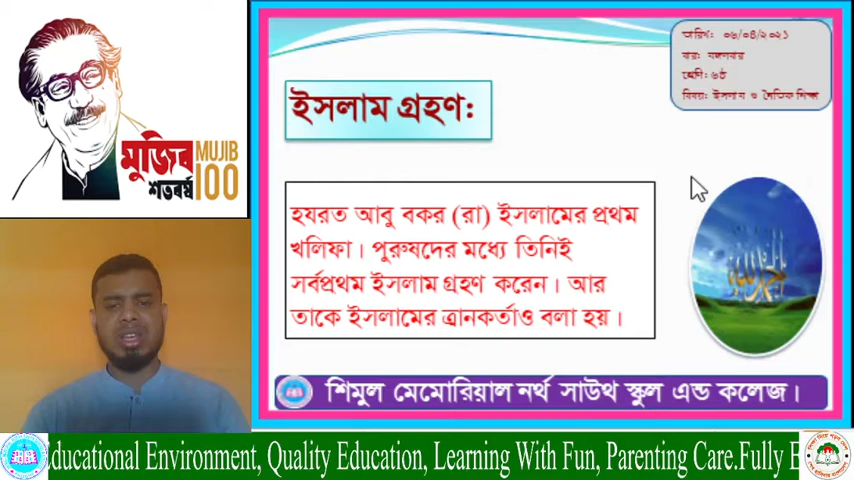 মুজিব
শতবর্ষ
MUJIB
100
তারিখ: ০৬/০৪/২০২১
বার: মঙ্গলবার
শ্রেণি: ৬ষ্ঠ
বিষয়: ইসলাম ও নৈতিক শিক্ষা
ইসলাম গ্রহণ:
হযরত আবু বকর (রা) ইসলামের প্রথম
খলিফা। পুরুষদের মধ্যে তিনিই
সর্বপ্রথম ইসলাম গ্রহণ করেন। আর
তাকে ইসলামের ত্রানকর্তাও বলা হয়।
শিমুল মেমোরিয়াল নর্থ সাউথ স্কুল এন্ড কলেজ।
Educational Environment, Quality Education, Learning With Fun, Parenting Care.Fully